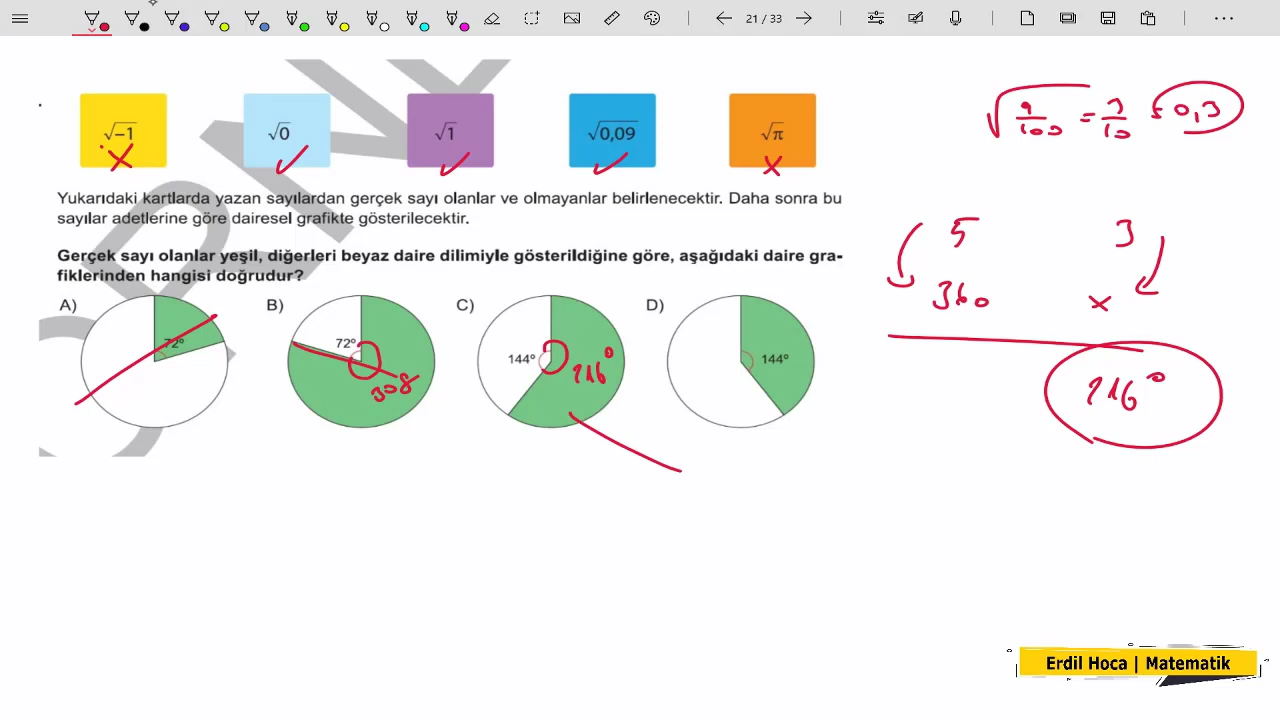 21 / 33
√-1
√0
√1
√0,09
√π
√9/100 = 3/10 = 0,3
Yukarıdaki kartlarda yazan sayılardan gerçek sayı olanlar ve olmayanlar belirlenecektir. Daha sonra bu
sayılar adetlerine göre dairesel grafikte gösterilecektir.
Gerçek sayı olanlar yeşil, diğerleri beyaz daire dilimiyle gösterildiğine göre, aşağıdaki daire gra-
fiklerinden hangisi doğrudur?
5 3
360 x
216°
A)
72°
B)
72°
308
C)
144°
216°
D)
144°
Erdil Hoca | Matematik